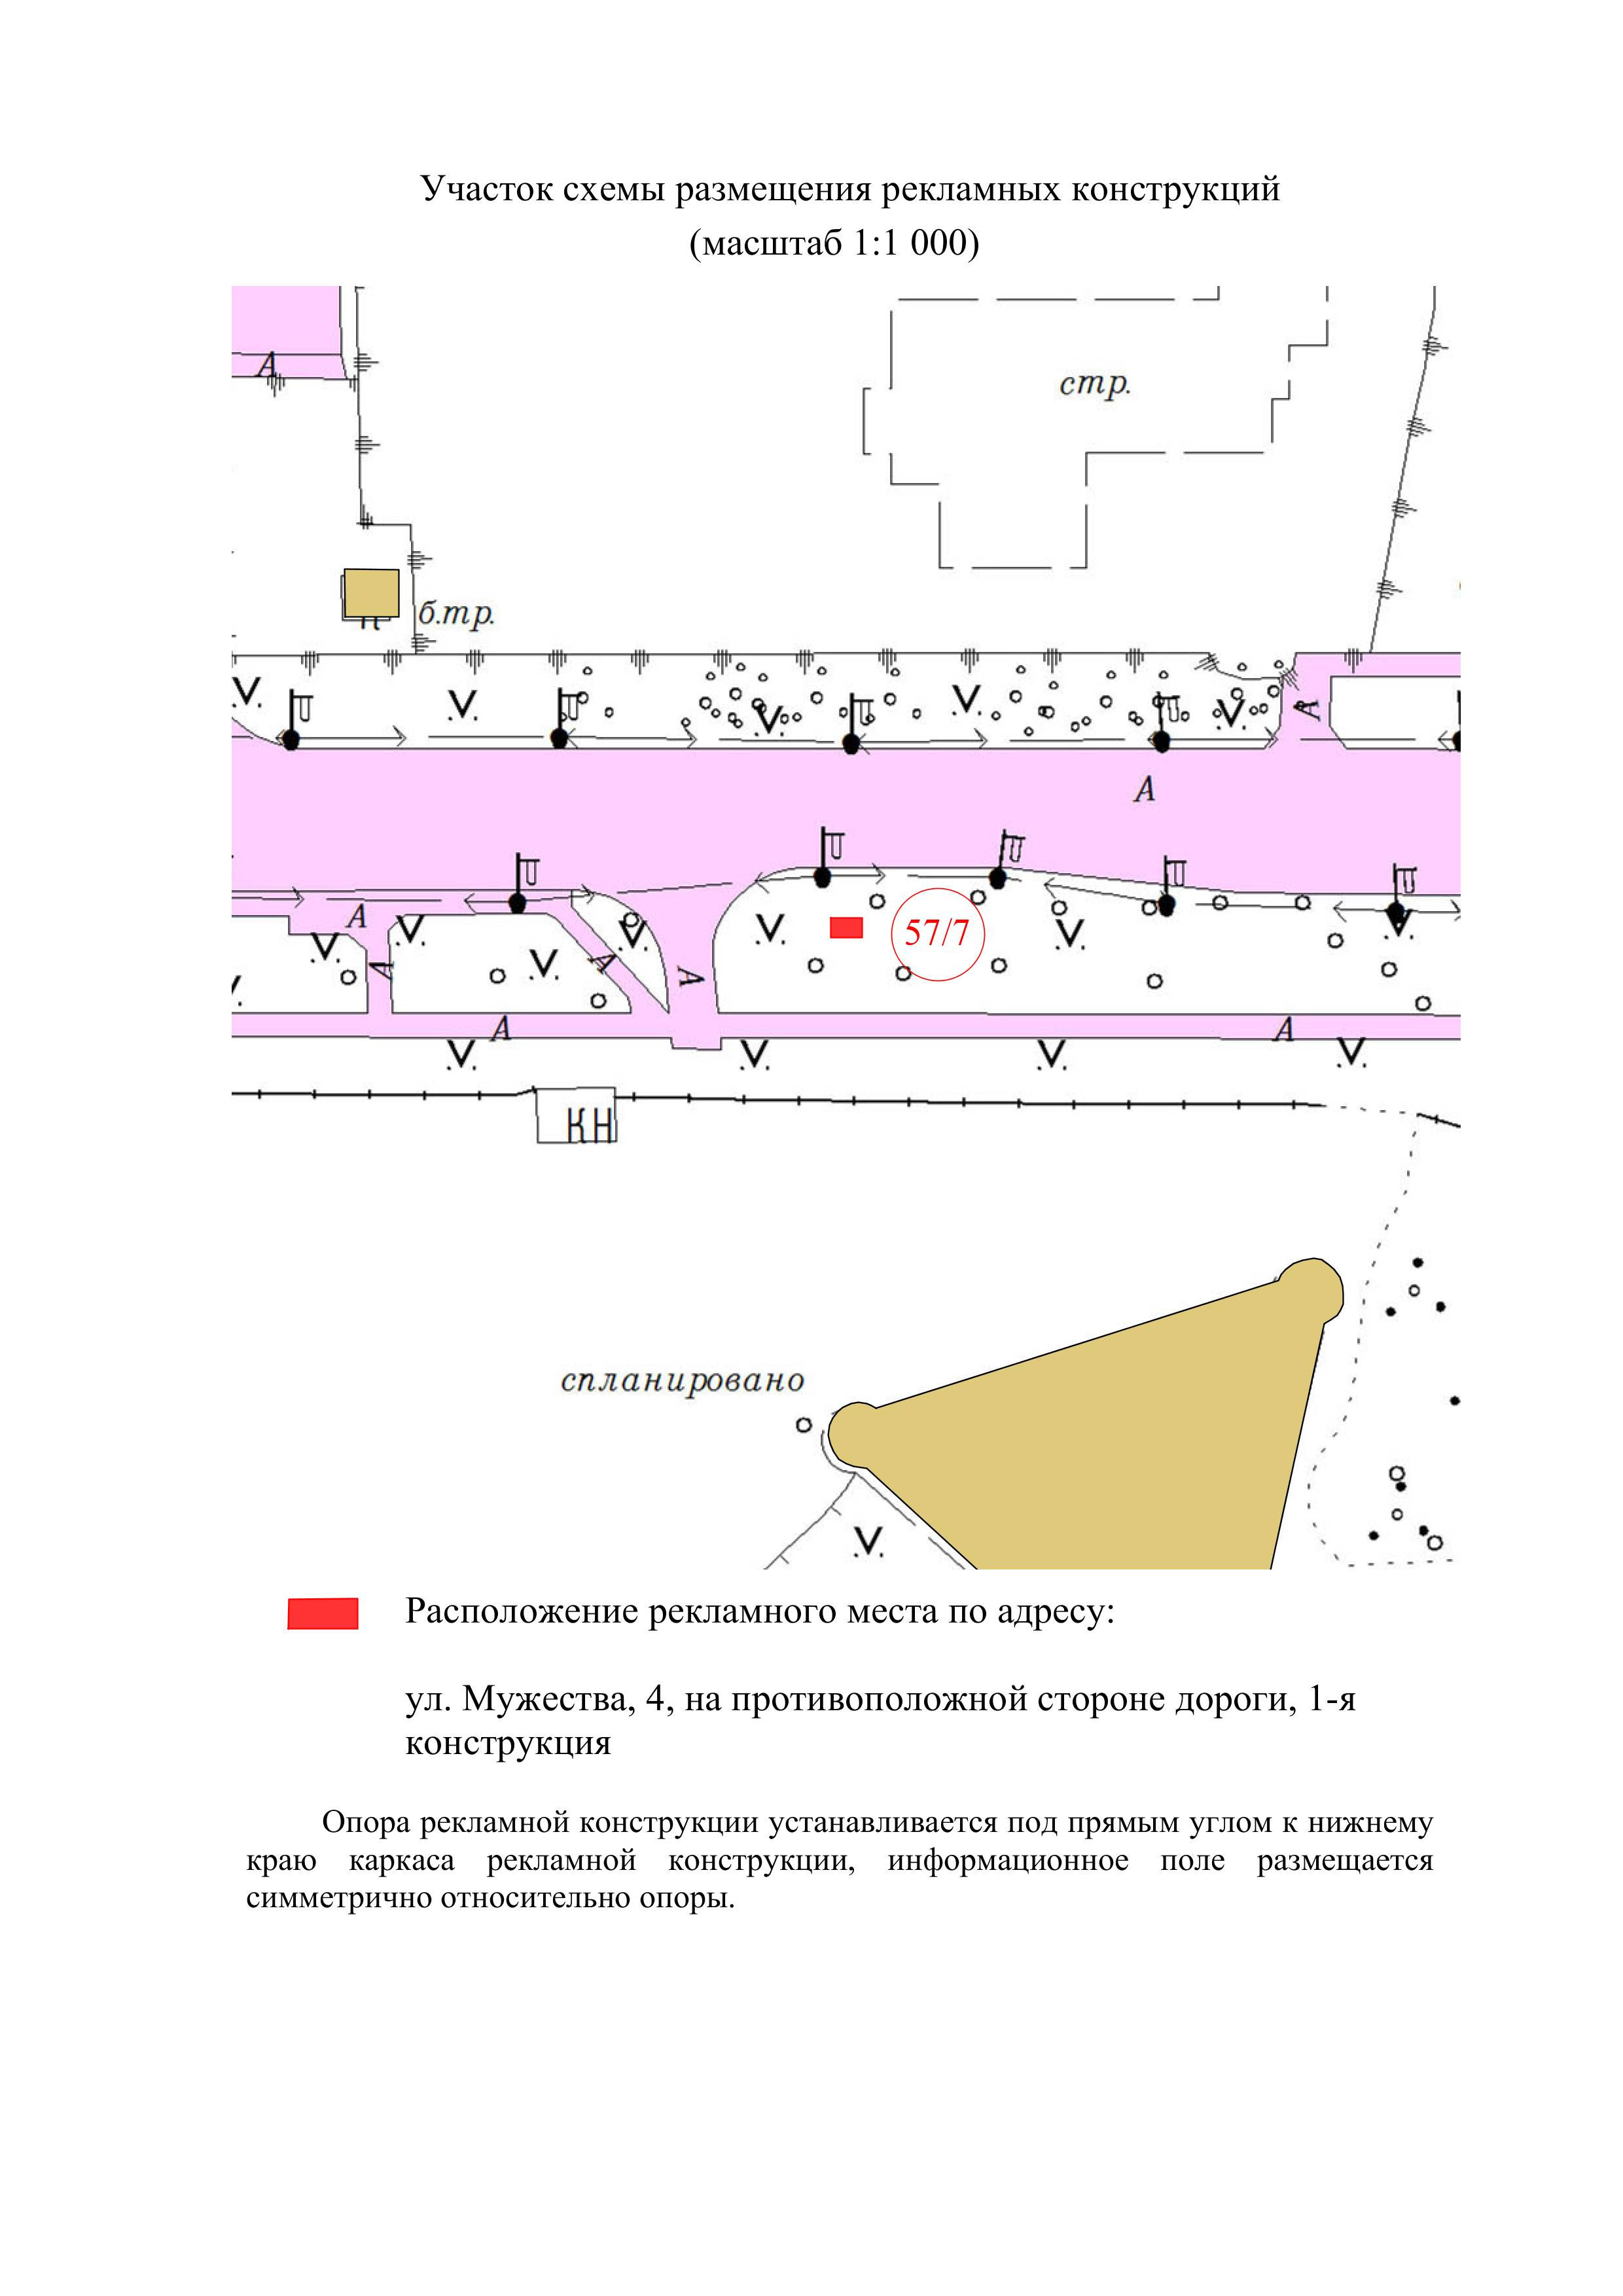 Участок схемы размещения рекламных конструкций
(масштаб 1:1 000)
А
стр.
б.тр.
А
А
57/7
А
А
А
А
А
А
КН
спланировано
Расположение рекламного места по адресу:
ул. Мужества, 4, на противоположной стороне дороги, 1-я
конструкция
Опора рекламной конструкции устанавливается под прямым углом к нижнему
краю каркаса рекламной конструкции, информационное поле размещается
симметрично относительно опоры.